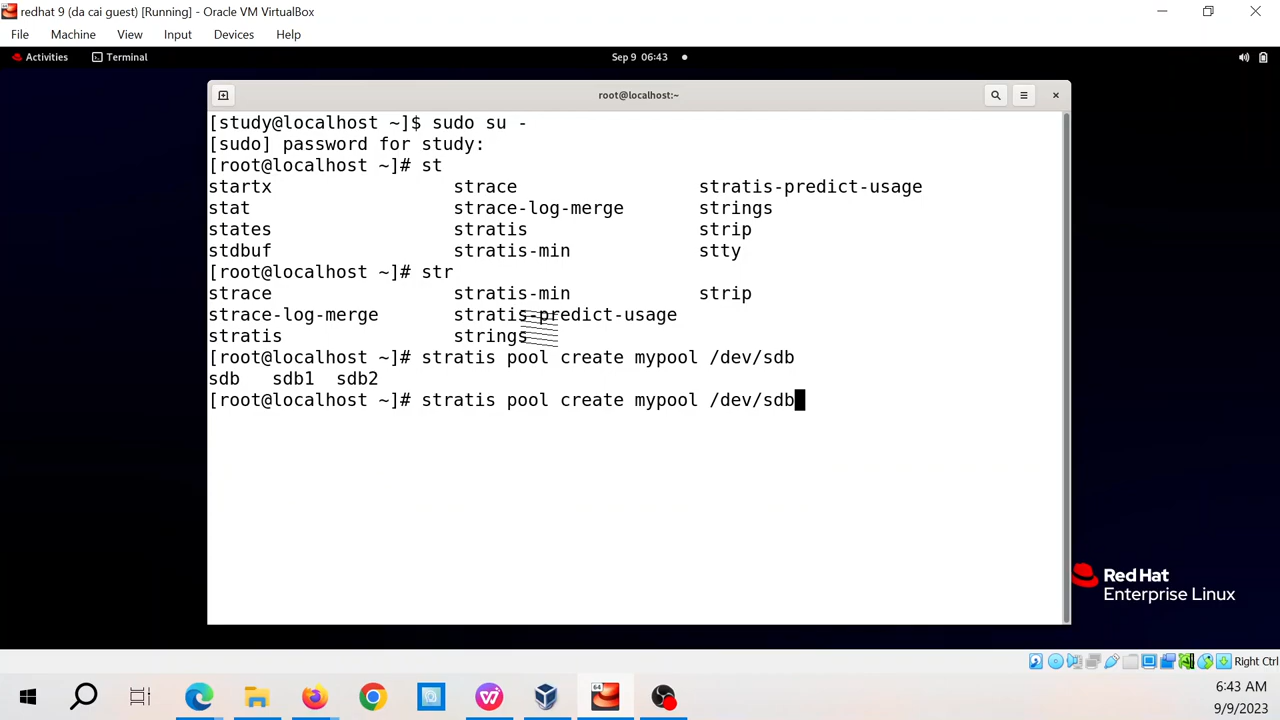 redhat 9 (da cai guest) [Running] - Oracle VM VirtualBox
File Machine View Input Devices Help
Activities Terminal Sep 9 06:43
root@localhost:~
[study@localhost ~]$ sudo su -
[sudo] password for study:
[root@localhost ~]# st
startx strace stratis-predict-usage
stat strace-log-merge strings
states stratis strip
stdbuf stratis-min stty
[root@localhost ~]# str
strace stratis-min strip
strace-log-merge stratis-predict-usage
stratis strings
[root@localhost ~]# stratis pool create mypool /dev/sdb
sdb sdb1 sdb2
[root@localhost ~]# stratis pool create mypool /dev/sdb
Red Hat
Enterprise Linux
Right Ctrl
64
6:43 AM
9/9/2023